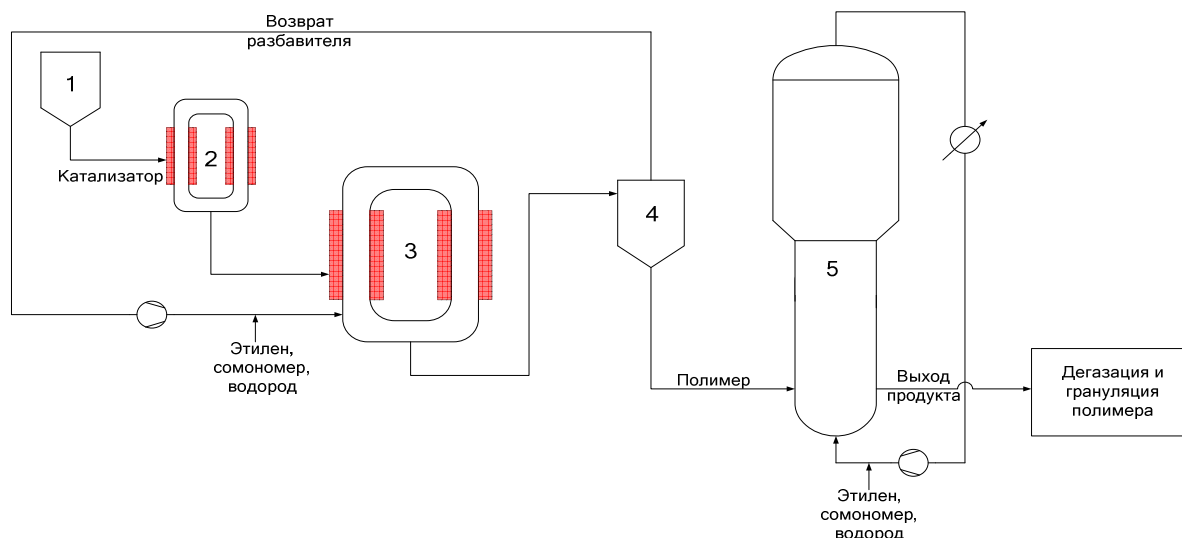 Возврат
разбавителя
1
2
Катализатор
3
4
5
Этилен,
сомономер,
водород
Полимер
Выход
продукта
Дегазация и
грануляция
полимера
Этилен,
сомономер,
водород